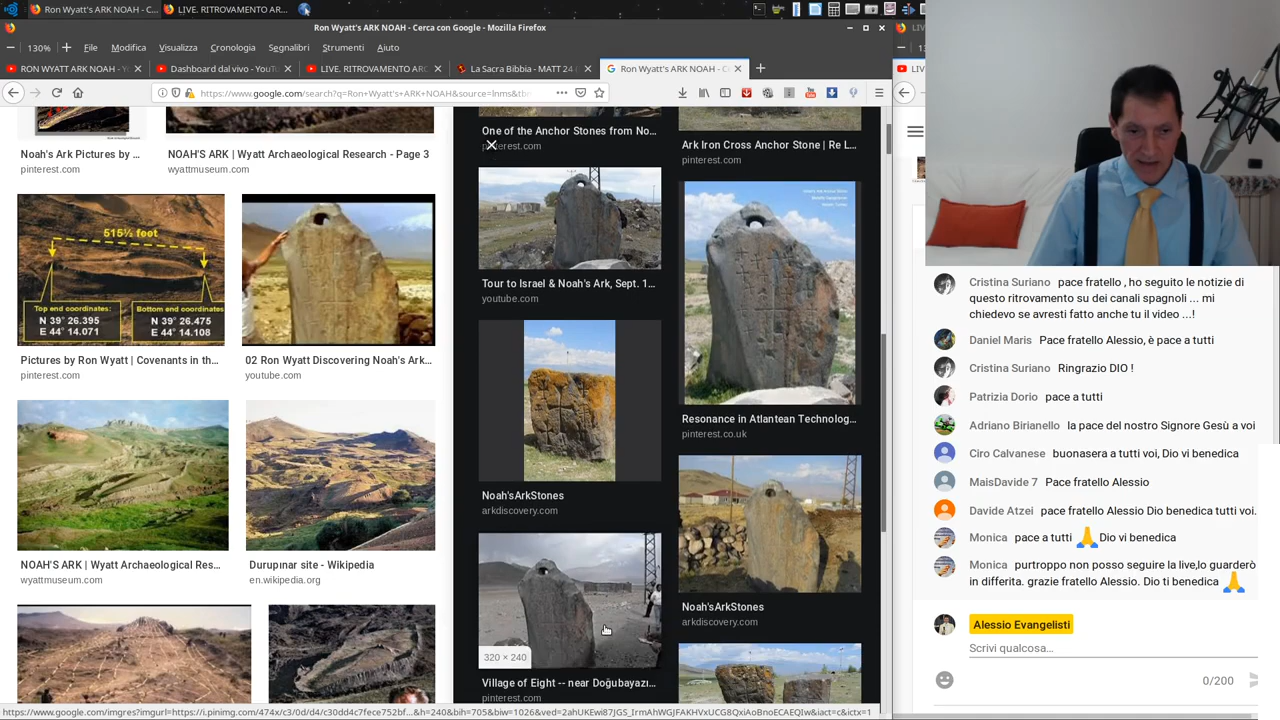 Ron Wyatt's ARK NOAH - C...
LIVE. RITROVAMENTO AR...
Ron Wyatt's ARK NOAH - Cerca con Google - Mozilla Firefox
130%
File
Modifica
Visualizza
Cronologia
Segnalibri
Strumenti
Aiuto
RON WYATT ARK NOAH - Y
Dashboard dal vivo - YouT
LIVE. RITROVAMENTO AR
La Sacra Bibbia - MATT 24 (
Ron Wyatt's ARK NOAH - C
https://www.google.com/search?q=Ron+Wyatt's+ARK+NOAH&source=lnms&tb
Noah's Ark Pictures by ...
pinterest.com
NOAH'S ARK | Wyatt Archaeological Research - Page 3
wyattmuseum.com
515½ feet
Top end coordinates:
N 39° 26.395
E 44° 14.071
Bottom end coordinates
N 39° 26.475
E 44° 14.108
Pictures by Ron Wyatt | Covenants in th...
pinterest.com
02 Ron Wyatt Discovering Noah's Ark...
youtube.com
NOAH'S ARK | Wyatt Archaeological Res...
wyattmuseum.com
Durupınar site - Wikipedia
en.wikipedia.org
One of the Anchor Stones from No...
pinterest.com
Ark Iron Cross Anchor Stone | Re L...
pinterest.com
Tour to Israel & Noah's Ark, Sept. 1...
youtube.com
Resonance in Atlantean Technolog...
pinterest.co.uk
Noah'sArkStones
arkdiscovery.com
Noah'sArkStones
arkdiscovery.com
320 × 240
Village of Eight -- near Doğubayazı...
pinterest.com
Cristina Suriano pace fratello , ho seguito le notizie di
questo ritrovamento su dei canali spagnoli ... mi
chiedevo se avresti fatto anche tu il video ...!
Daniel Maris Pace fratello Alessio, è pace a tutti
Cristina Suriano Ringrazio DIO !
Patrizia Dorio pace a tutti
Adriano Birianello la pace del nostro Signore Gesù a voi
Ciro Calvanese buonasera a tutti voi, Dio vi benedica
MaisDavide 7 Pace fratello Alessio
Davide Atzei pace fratello Alessio Dio benedica tutti voi.
Monica pace a tutti 🙏 Dio vi benedica
Monica purtroppo non posso seguire la live,lo guarderò
in differita. grazie fratello Alessio. Dio ti benedica 🙏
Alessio Evangelisti
Scrivi qualcosa...
0/200